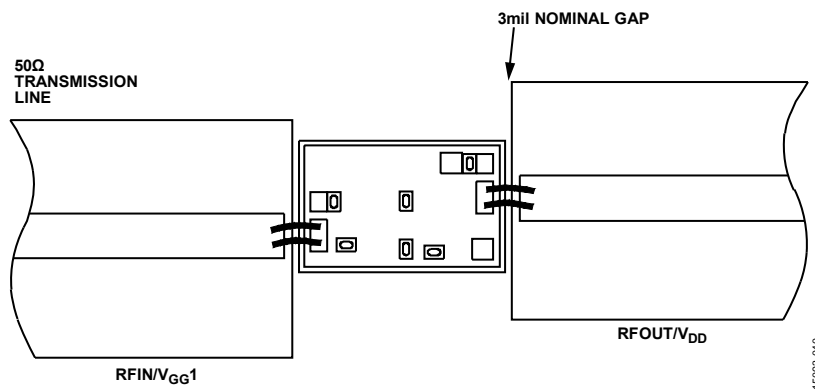 3mil NOMINAL GAP
50Ω
TRANSMISSION
LINE
RFOUT/VDD
RFIN/VGG1